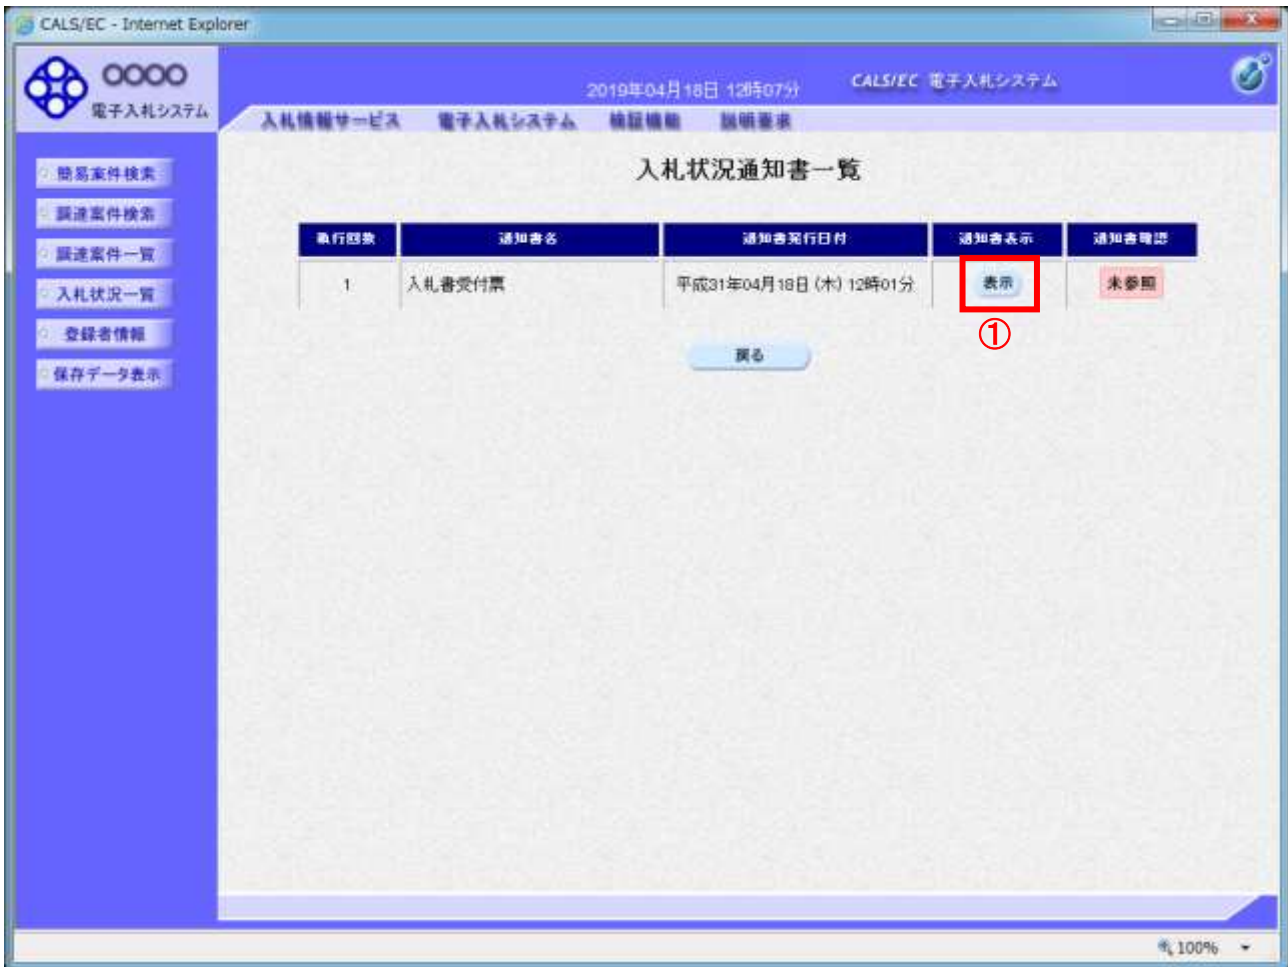 CALS/EC - Internet Explorer
〇〇〇〇
電子入札システム
2019年04月18日 12時07分
CALS/EC 電子入札システム
入札情報サービス
電子入札システム
検証機能
説明要求
簡易案件検索
調達案件検索
調達案件一覧
入札状況一覧
登録者情報
保存データ表示
入札状況通知書一覧
執行回数 通知書名 通知書発行日付 通知書表示 通知書確認
1 入札書受付票 平成31年04月18日（木）12時01分 表示 未参照
①
戻る
100%